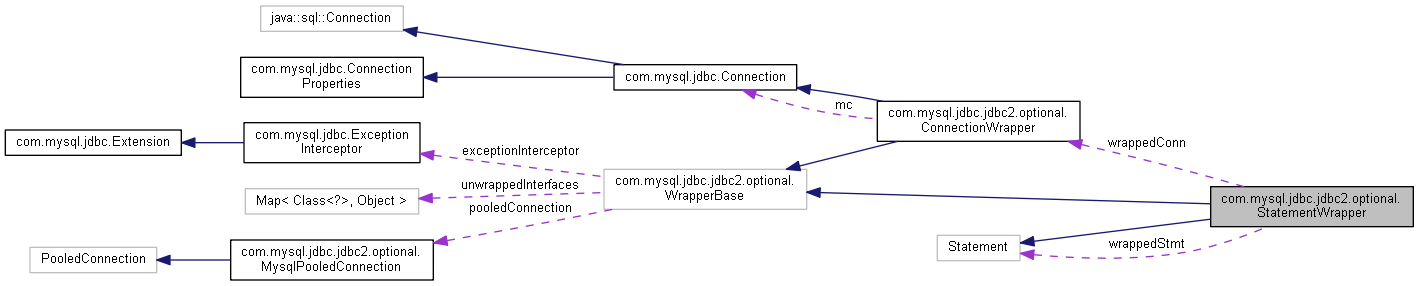 java::sql::Connection
com.mysql.jdbc.Connection
Properties
com.mysql.jdbc.Connection
mc
com.mysql.jdbc.jdbc2.optional.
ConnectionWrapper
com.mysql.jdbc.Extension
com.mysql.jdbc.Exception
Interceptor
exceptionInterceptor
wrappedConn
unwrappedInterfaces
com.mysql.jdbc.jdbc2.optional.
WrapperBase
Map< Class<?>, Object >
pooledConnection
com.mysql.jdbc.jdbc2.optional.
StatementWrapper
PooledConnection
com.mysql.jdbc.jdbc2.optional.
MysqlPooledConnection
Statement
wrappedStmt